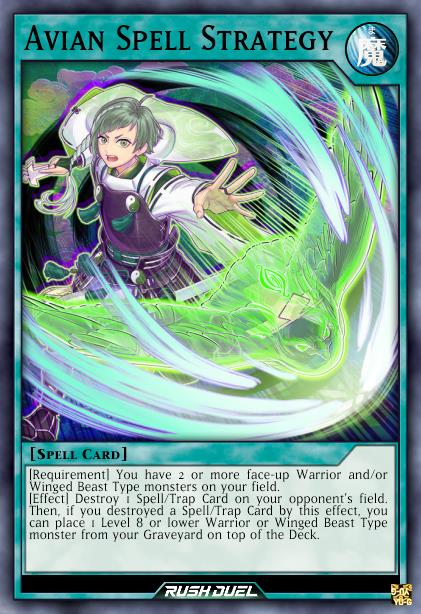 AVIAN SPELL STRATEGY
ま
魔
[SPELL CARD]
[Requirement] You have 2 or more face-up Warrior and/or
Winged Beast Type monsters on your field.
[Effect] Destroy 1 Spell/Trap Card on your opponent's field.
Then, if you destroyed a Spell/Trap Card by this effect, you
can place 1 Level 8 or lower Warrior or Winged Beast Type
monster from your Graveyard on top of the Deck.
RUSH DUEL